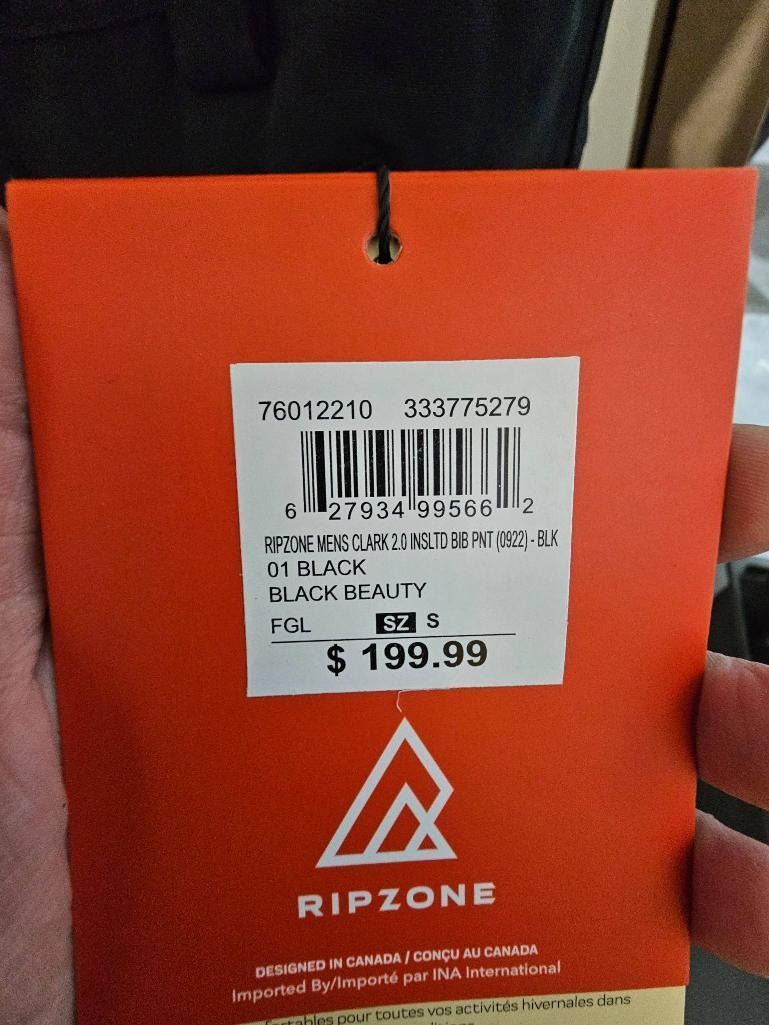 76012210 333775279
6 27934 99566 2
RIPZONE MENS CLARK 2.0 INSLTD BIB PNT (0922) - BLK
01 BLACK
BLACK BEAUTY
FGL SZ S
$ 199.99
RIPZONE
DESIGNED IN CANADA / CONÇU AU CANADA
Imported By/Importé par INA International
pour toutes vos activités hivernales dans